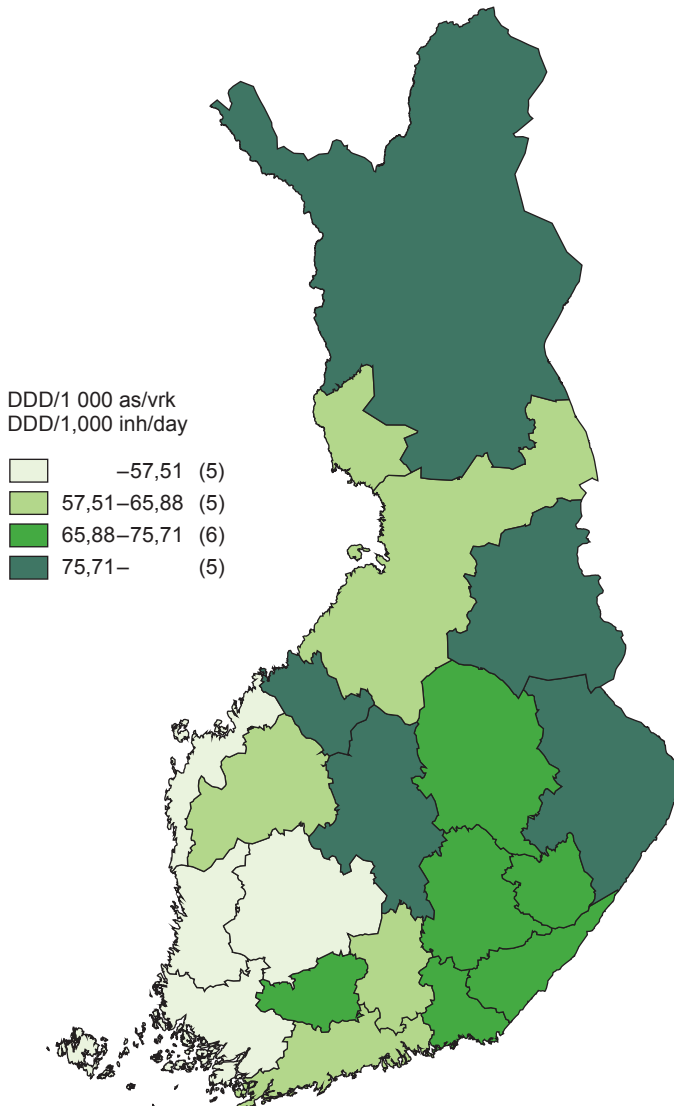 DDD/1 000 as/vrk
DDD/1,000 inh/day
–57,51 (5)
57,51–65,88 (5)
65,88–75,71 (6)
75,71– (5)